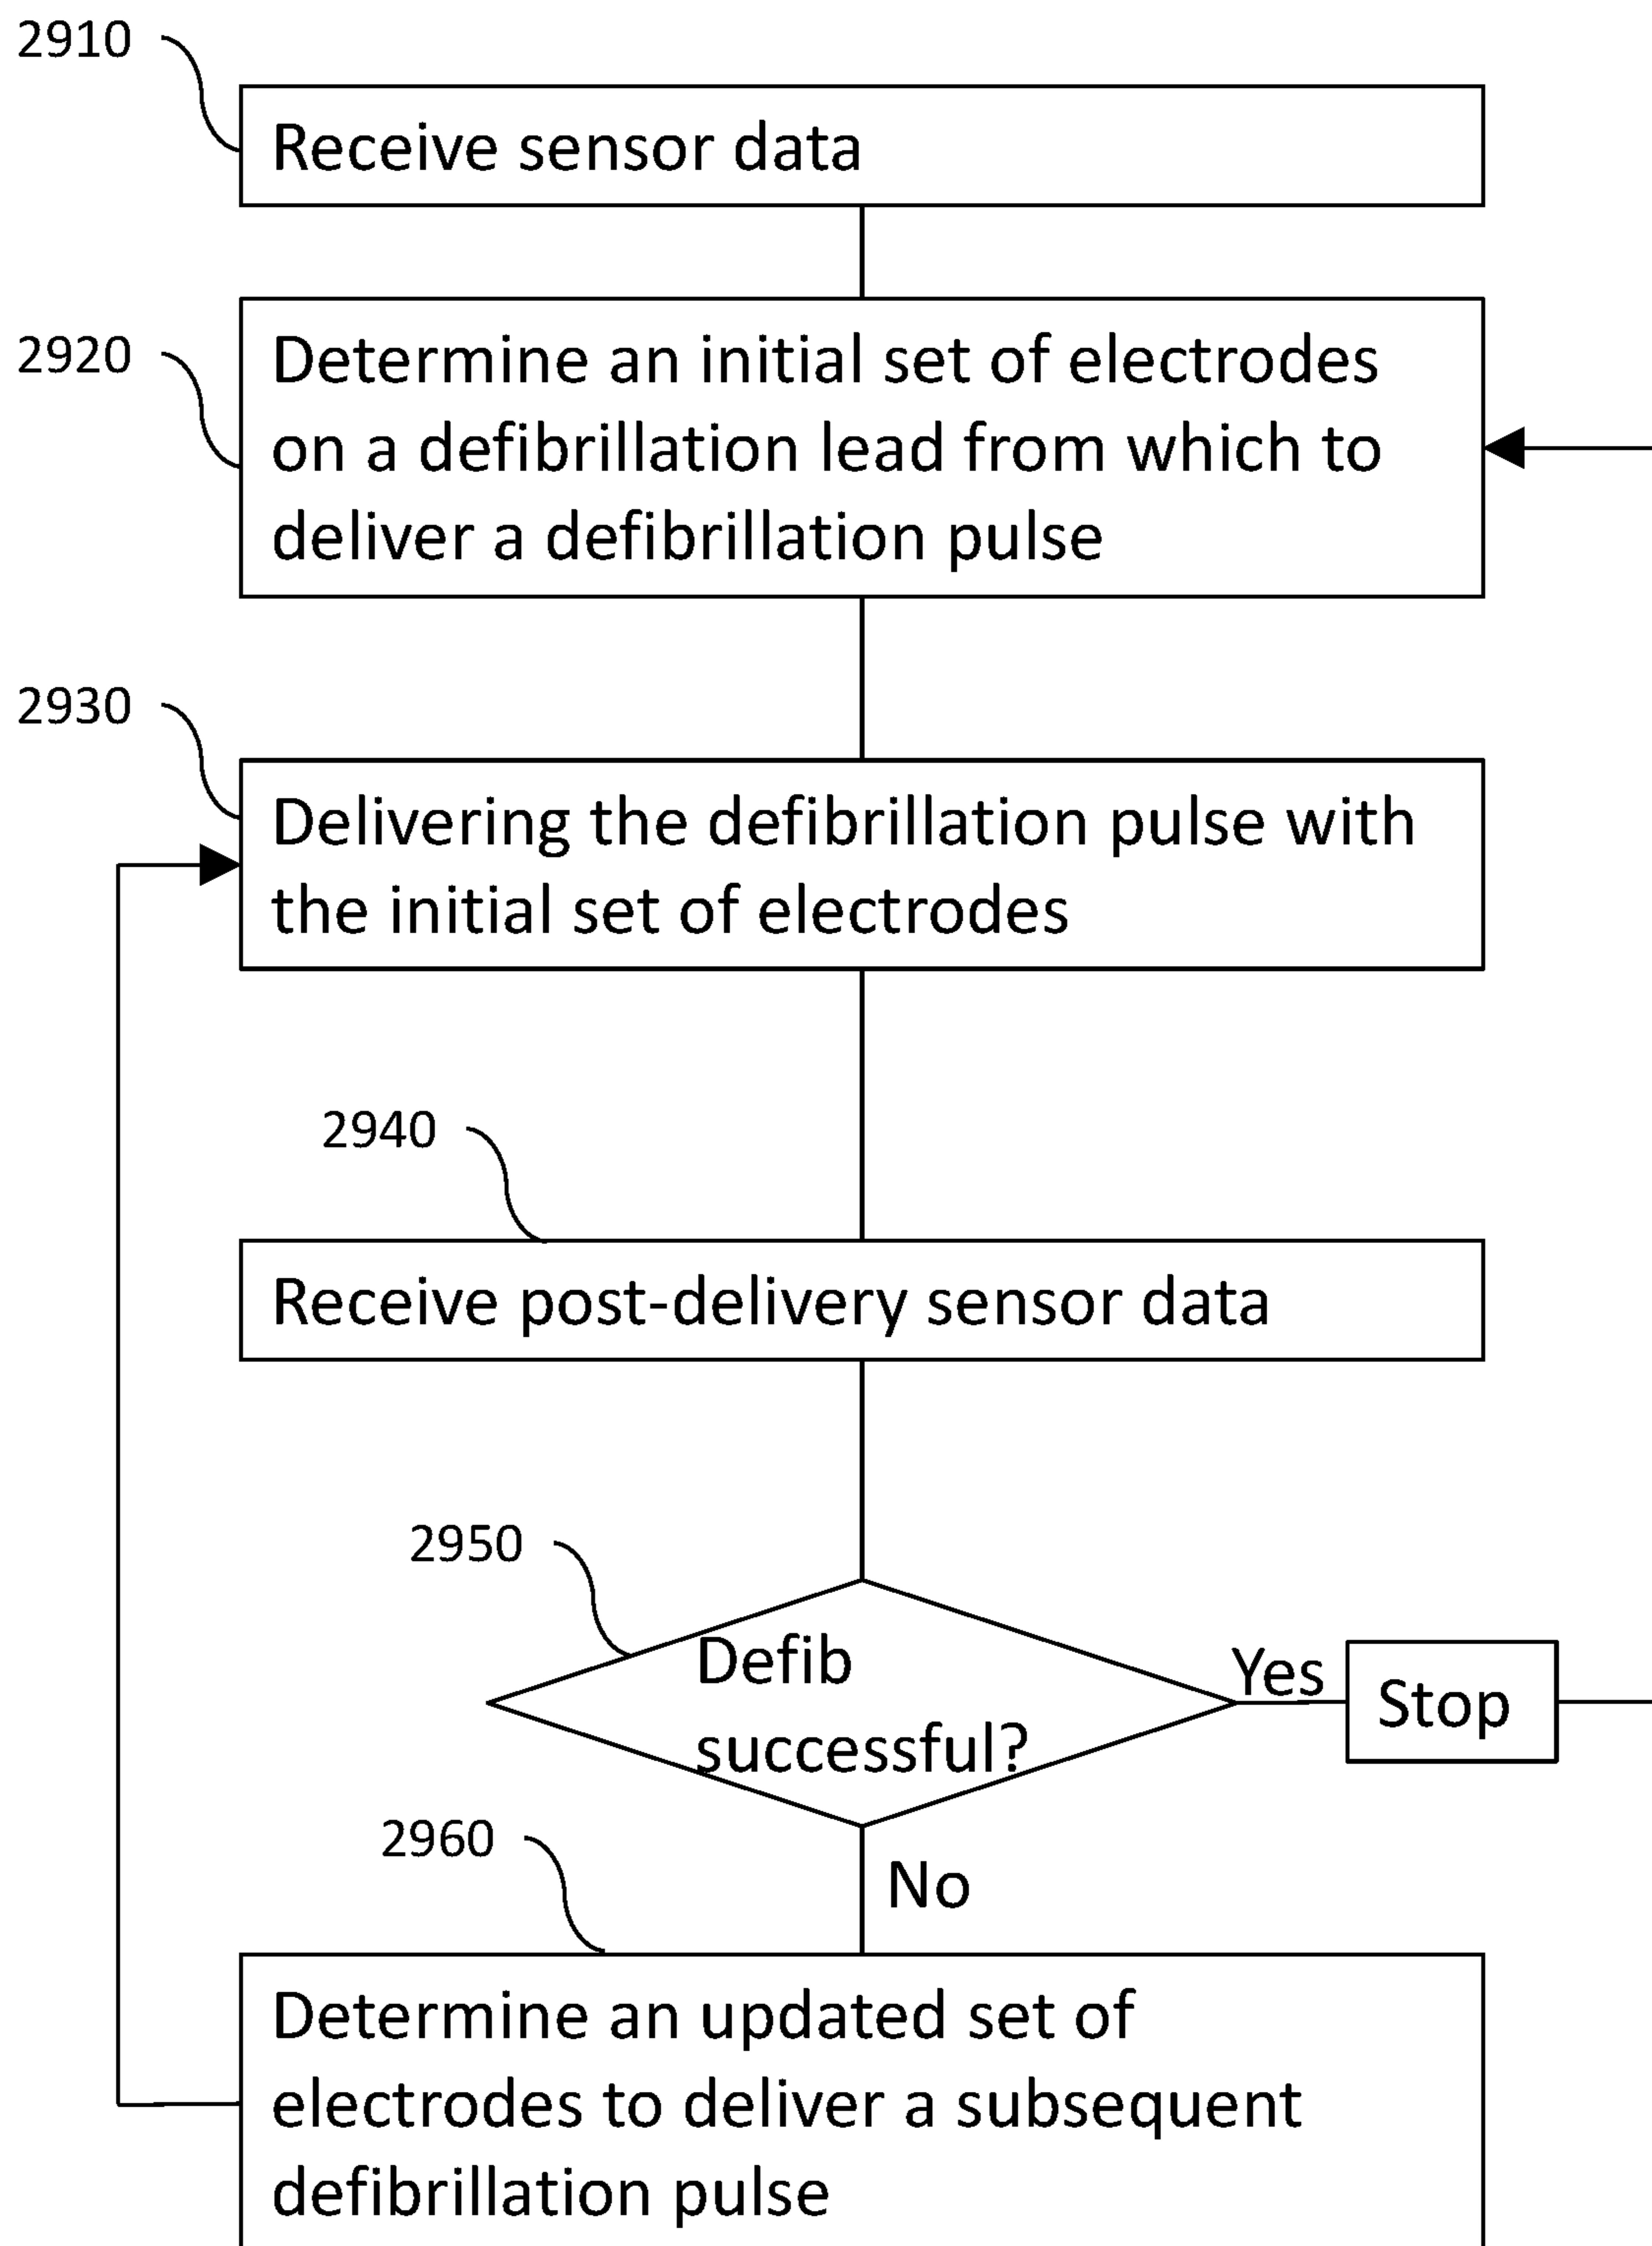 2910
Receive sensor data
2920
Determine an initial set of electrodes
on a defibrillation lead from which to
deliver a defibrillation pulse
2930
Delivering the defibrillation pulse with
the initial set of electrodes
2940
Receive post-delivery sensor data
2950
Defib
successful?
Yes
Stop
2960
No
Determine an updated set of
electrodes to deliver a subsequent
defibrillation pulse